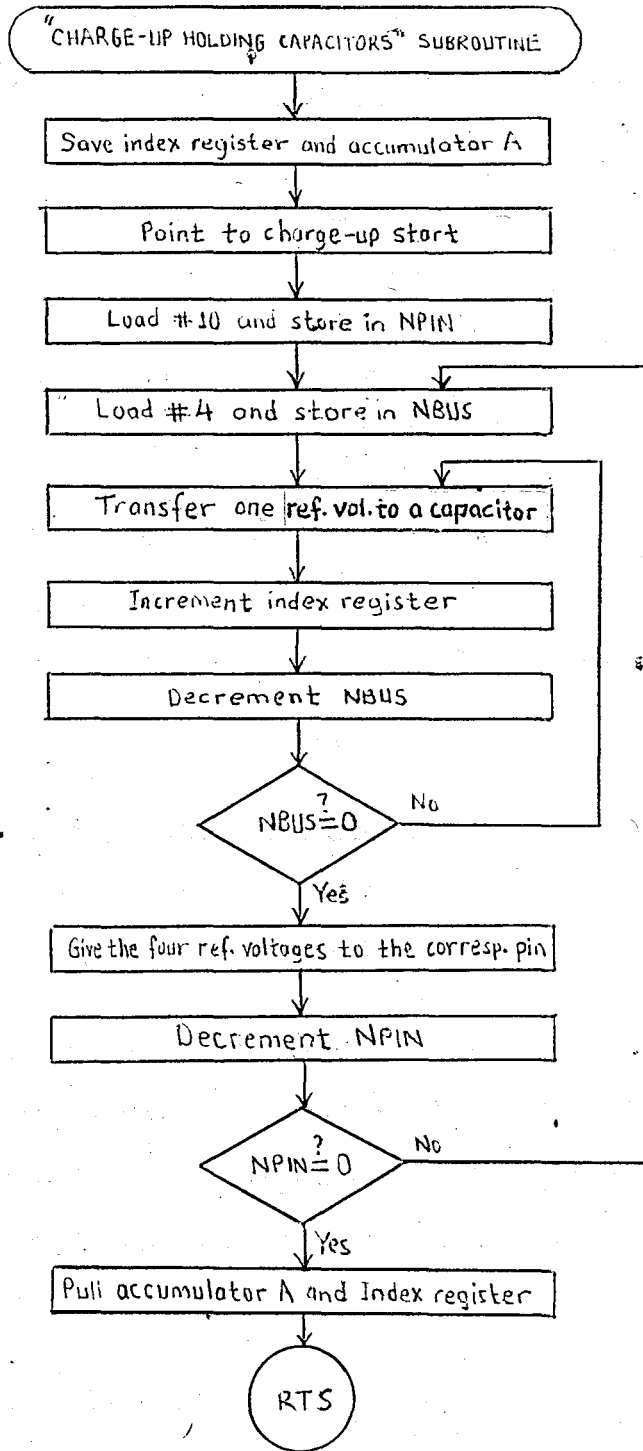 "CHARGE-UP HOLDING CAPACITORS" SUBROUTINE
Save index register and accumulator A
Point to charge-up start
Load #10 and store in NPIN
Load #4 and store in NBUS
Transfer one ref. vol. to a capacitor
Increment index register
Decrement NBUS
NBUS ?= 0
No
Yes
Give the four ref. voltages to the corresp. pin
Decrement NPIN
NPIN ?= 0
No
Yes
Pull accumulator A and Index register
RTS